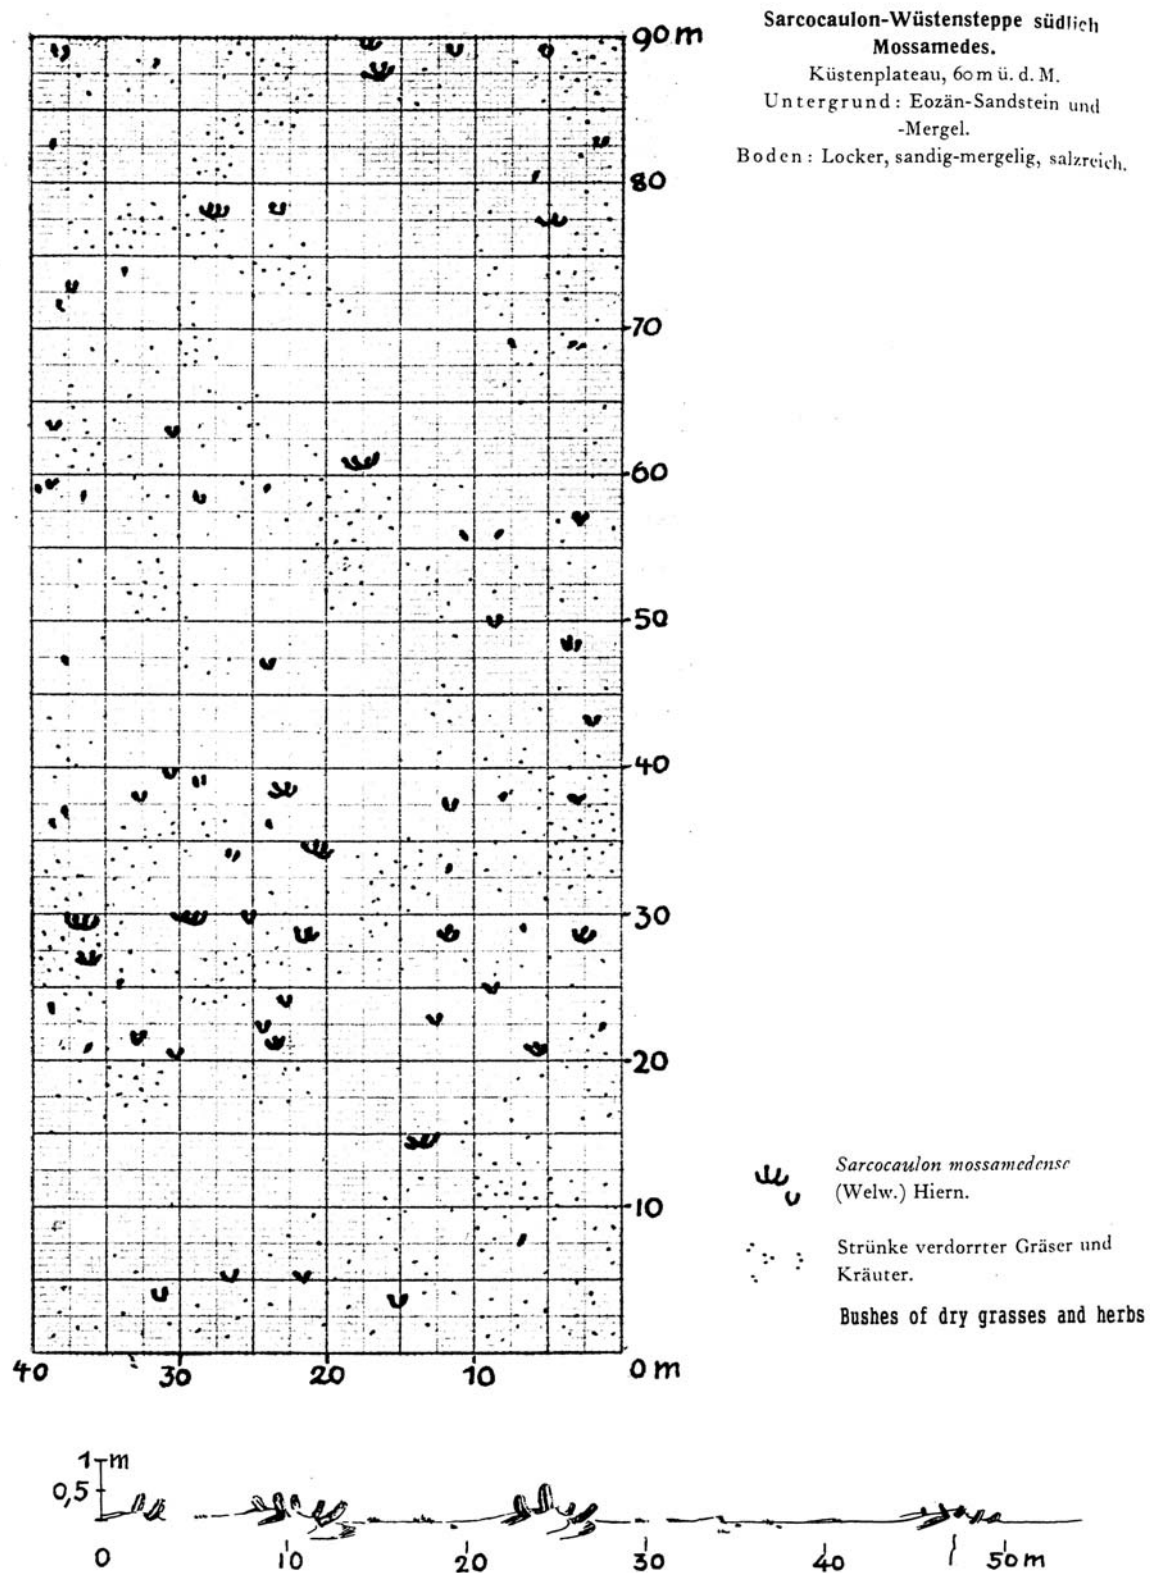 Sarcocaulon-Wüstensteppe südlich
Mossamedes.
Küstenplateau, 60 m ü. d. M.
Untergrund: Eozän-Sandstein und
-Mergel.
Boden: Locker, sandig-mergelig, salzreich.
90 m
80
70
60
50
40
30
20
10
0 m
40
30
20
10
Sarcocaulon mossamedense
(Welw.) Hiern.
Strünke verdorrter Gräser und
Kräuter.
Bushes of dry grasses and herbs
1 m
0,5
0
10
20
30
40
50 m